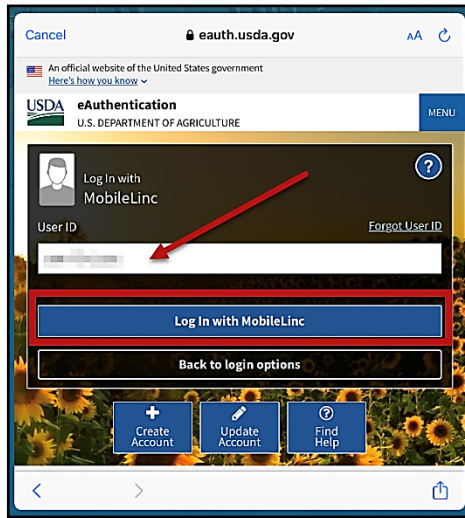 Cancel
eauth.usda.gov
AA
An official website of the United States government
Here's how you know
USDA
eAuthentication
U.S. DEPARTMENT OF AGRICULTURE
MENU
Log In with
MobileLinc
?
User ID
Forgot User ID
Log In with MobileLinc
Back to login options
Create
Account
Update
Account
?
Find
Help